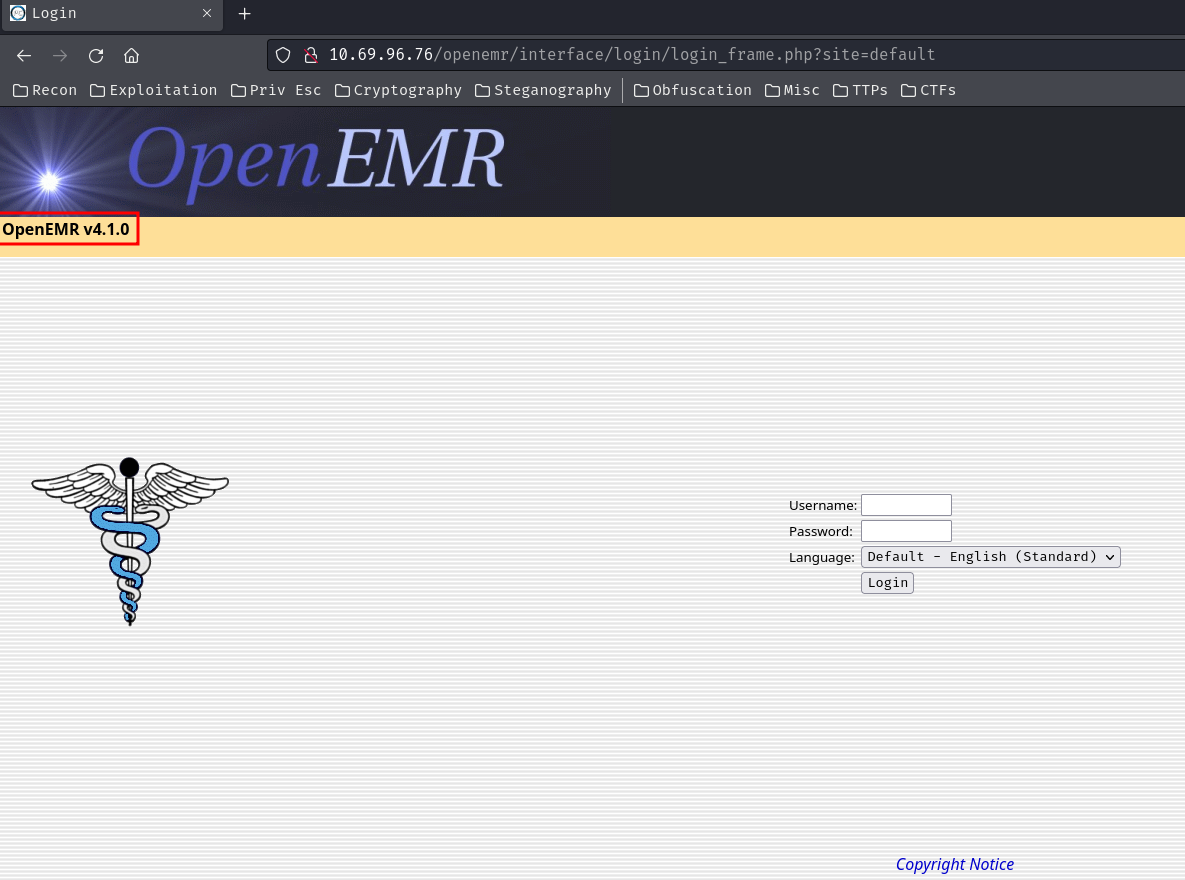 Login
10.69.96.76/openemr/interface/login/login_frame.php?site=default
Recon Exploitation Priv Esc Cryptography Steganography Obfuscation Misc TTPs CTFs
OpenEMR
OpenEMR v4.1.0
Username:
Password:
Language: Default - English (Standard)
Login
Copyright Notice